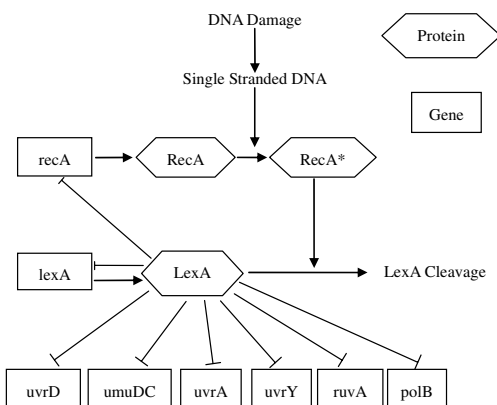 DNA Damage
Protein
Single Stranded DNA
Gene
recA
RecA
RecA*
lexA
LexA
LexA Cleavage
uvrD
umuDC
uvrA
uvrY
ruvA
polB